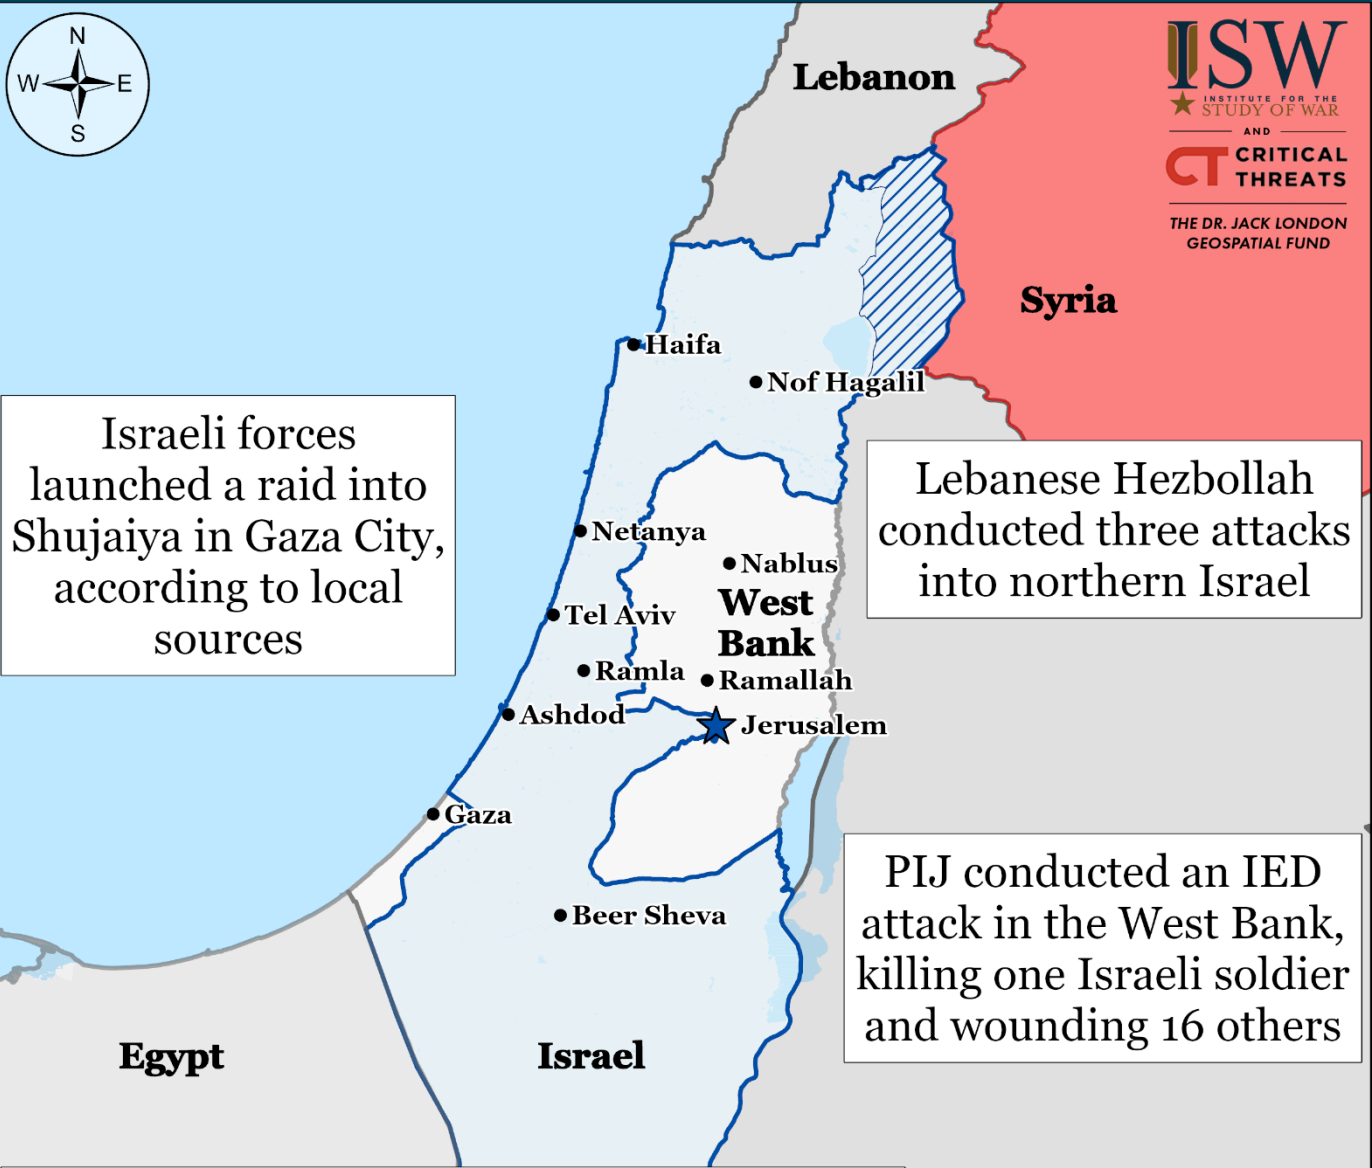 N
W E
S
Lebanon
ISW
INSTITUTE FOR THE
STUDY OF WAR
AND
CT CRITICAL
THREATS
THE DR. JACK LONDON
GEOSPATIAL FUND
Syria
Haifa
Nof Hagalil
Israeli forces
launched a raid into
Shujaiya in Gaza City,
according to local
sources
Lebanese Hezbollah
conducted three attacks
into northern Israel
Netanya
Nablus
West
Bank
Tel Aviv
Ramla
Ramallah
Ashdod
Jerusalem
Gaza
PIJ conducted an IED
attack in the West Bank,
killing one Israeli soldier
and wounding 16 others
Beer Sheva
Egypt
Israel